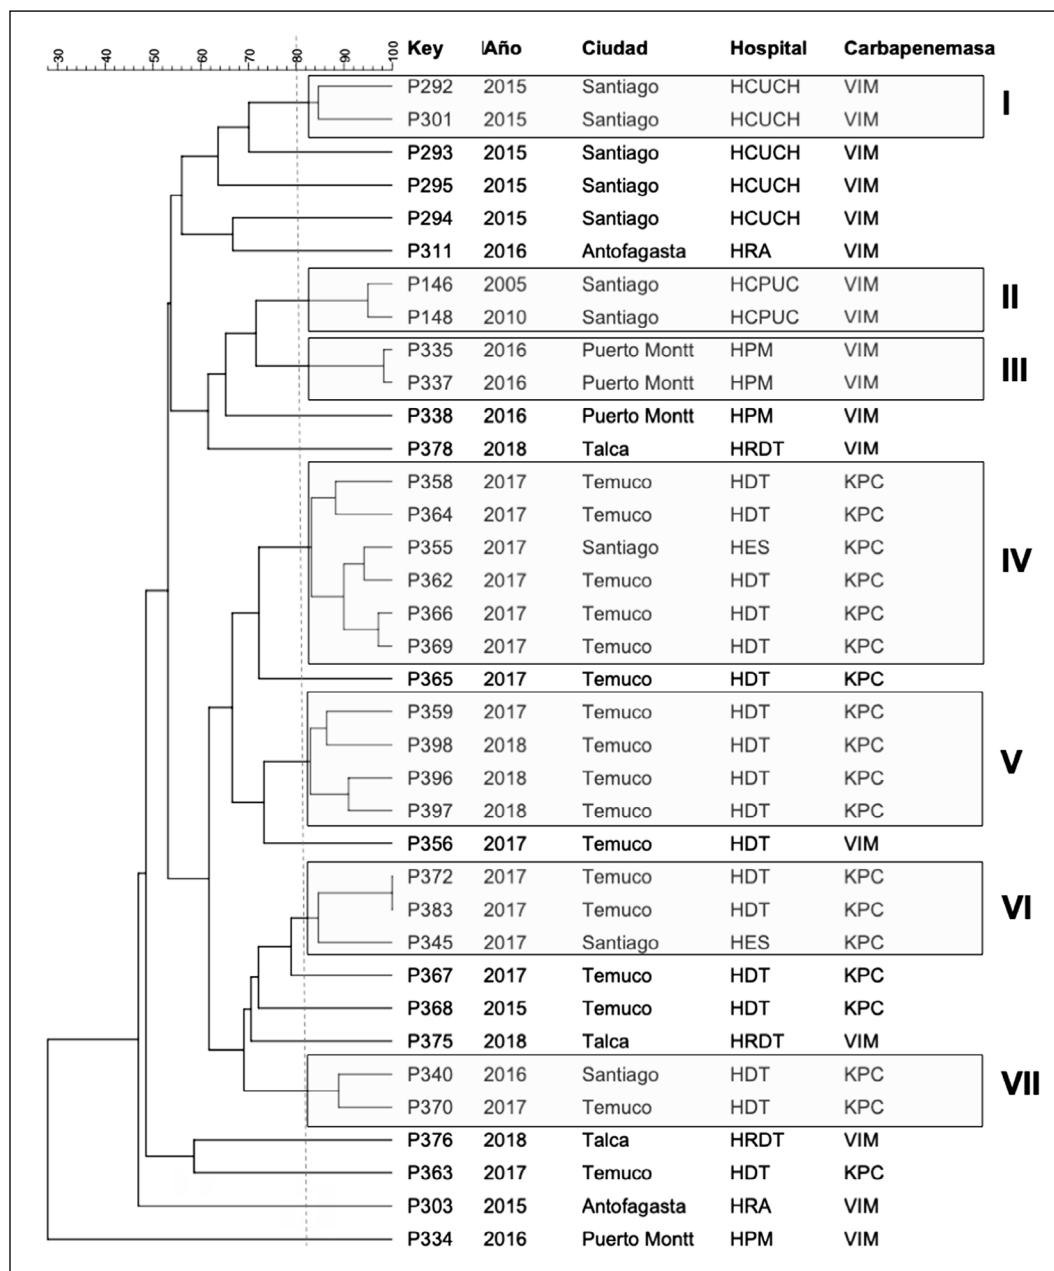 30 40 50 60 70 80 90 100 Key Año Ciudad Hospital Carbapenemasa
P292 2015 Santiago HCUCH VIM
I
P301 2015 Santiago HCUCH VIM
P293 2015 Santiago HCUCH VIM
P295 2015 Santiago HCUCH VIM
P294 2015 Santiago HCUCH VIM
P311 2016 Antofagasta HRA VIM
P146 2005 Santiago HCPUC VIM
II
P148 2010 Santiago HCPUC VIM
P335 2016 Puerto Montt HPM VIM
III
P337 2016 Puerto Montt HPM VIM
P338 2016 Puerto Montt HPM VIM
P378 2018 Talca HRDT VIM
P358 2017 Temuco HDT KPC
P364 2017 Temuco HDT KPC
P355 2017 Santiago HES KPC
IV
P362 2017 Temuco HDT KPC
P366 2017 Temuco HDT KPC
P369 2017 Temuco HDT KPC
P365 2017 Temuco HDT KPC
P359 2017 Temuco HDT KPC
P398 2018 Temuco HDT KPC
V
P396 2018 Temuco HDT KPC
P397 2018 Temuco HDT KPC
P356 2017 Temuco HDT VIM
P372 2017 Temuco HDT KPC
VI
P383 2017 Temuco HDT KPC
P345 2017 Santiago HES KPC
P367 2017 Temuco HDT KPC
P368 2015 Temuco HDT KPC
P375 2018 Talca HRDT VIM
P340 2016 Santiago HDT KPC
VII
P370 2017 Temuco HDT KPC
P376 2018 Talca HRDT VIM
P363 2017 Temuco HDT KPC
P303 2015 Antofagasta HRA VIM
P334 2016 Puerto Montt HPM VIM